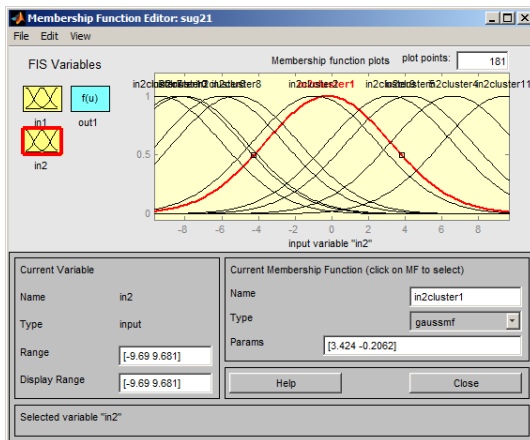 Membership Function Editor: sug21
File Edit View
FIS Variables
Membership function plots plot points: 181
f(u)
in1 out1
in2
in2cluster8 in2cluster1 in2cluster4 in2cluster11
1
0.5
0
-8 -6 -4 -2 0 2 4 6 8
input variable "in2"
Current Variable
Name in2
Type input
Range [-9.69 9.681]
Display Range [-9.69 9.681]
Current Membership Function (click on MF to select)
Name in2cluster1
Type gaussmf
Params [3.424 -0.2062]
Help Close
Selected variable "in2"